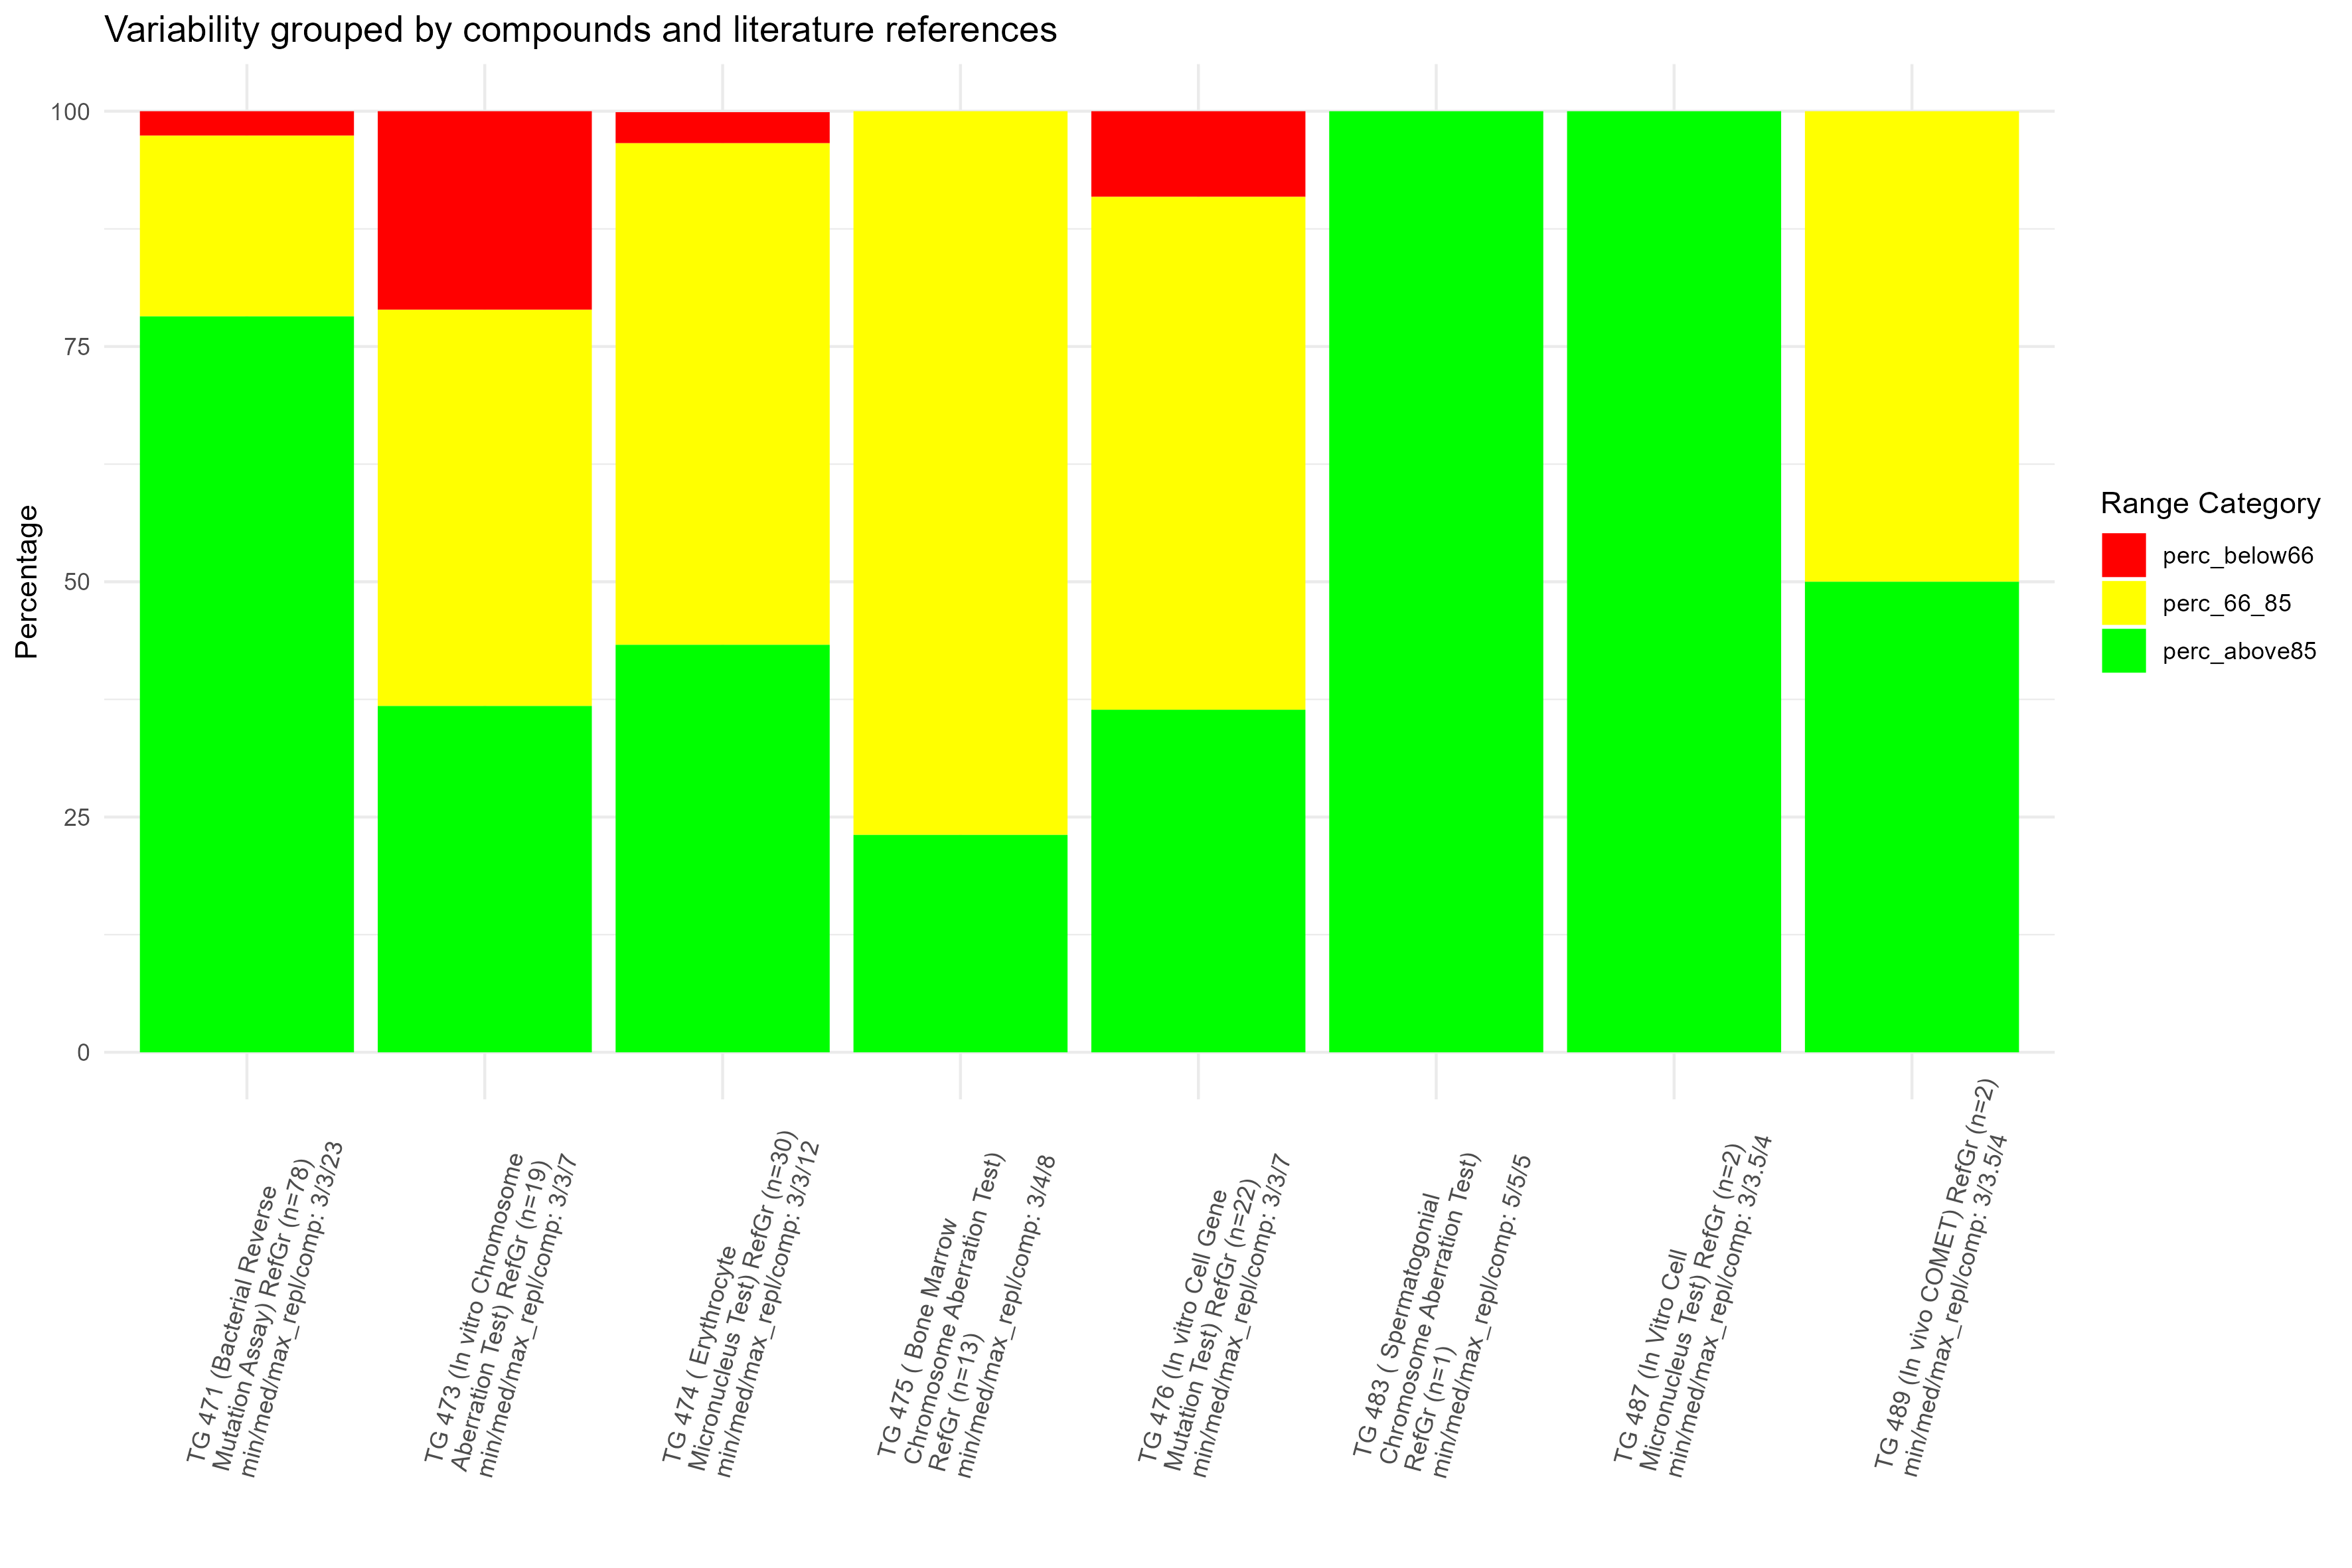 Variability grouped by compounds and literature references
Percentage
100
75
50
25
0
TG 471 (Bacterial Reverse
Mutation Assay) RefGr (n=78)
min/med/max_repl/comp: 3/3/23
TG 473 (In vitro Chromosome
Aberration Test) RefGr (n=19)
min/med/max_repl/comp: 3/3/7
TG 474 ( Erythrocyte
Micronucleus Test) RefGr (n=30)
min/med/max_repl/comp: 3/3/12
TG 475 ( Bone Marrow
Chromosome Aberration Test)
RefGr (n=13)
min/med/max_repl/comp: 3/4/8
TG 476 (In vitro Cell Gene
Mutation Test) RefGr (n=22)
min/med/max_repl/comp: 3/3/7
TG 483 ( Spermatogonial
Chromosome Aberration Test)
RefGr (n=1)
min/med/max_repl/comp: 5/5/5
TG 487 (In Vitro Cell
Micronucleus Test) RefGr (n=2)
min/med/max_repl/comp: 3/3.5/4
TG 489 (In vivo COMET) RefGr (n=2)
min/med/max_repl/comp: 3/3.5/4
Range Category
perc_below66
perc_66_85
perc_above85